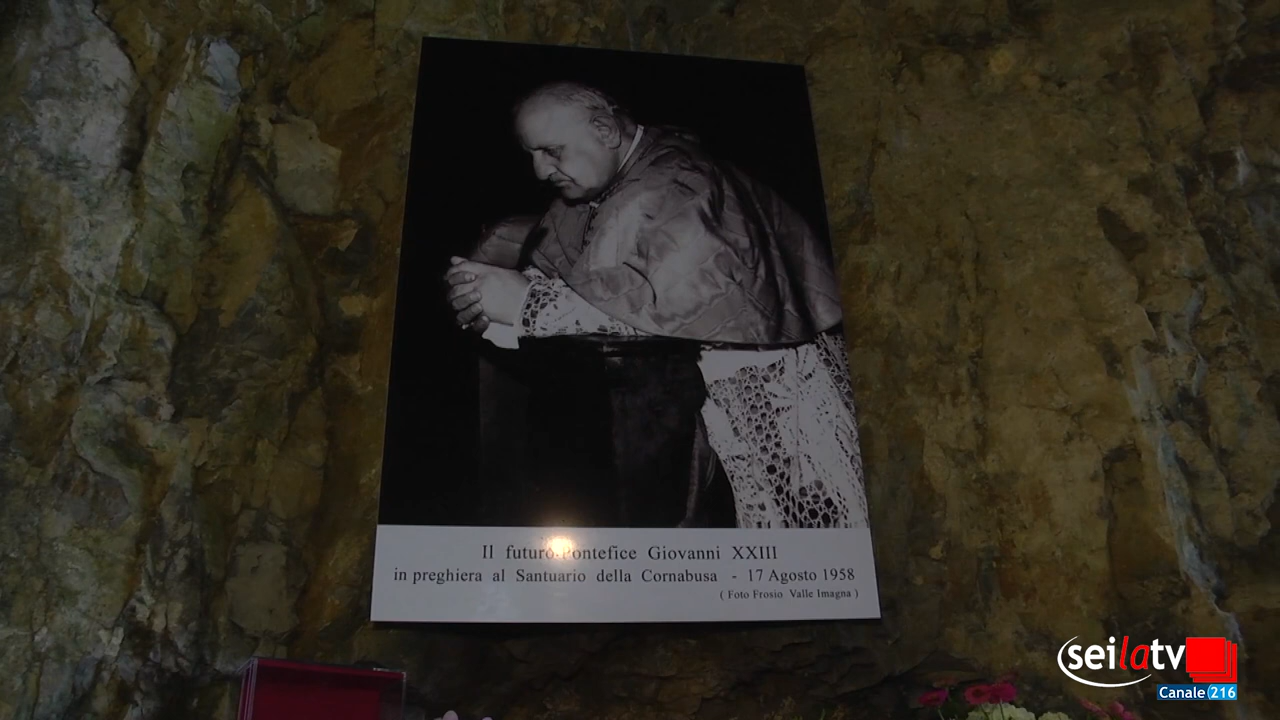 Il futuro Pontefice Giovanni XXIII
in preghiera al Santuario della Cornabusa - 17 Agosto 1958
( Foto Frosio Valle Imagna )
seilatv
Canale 216